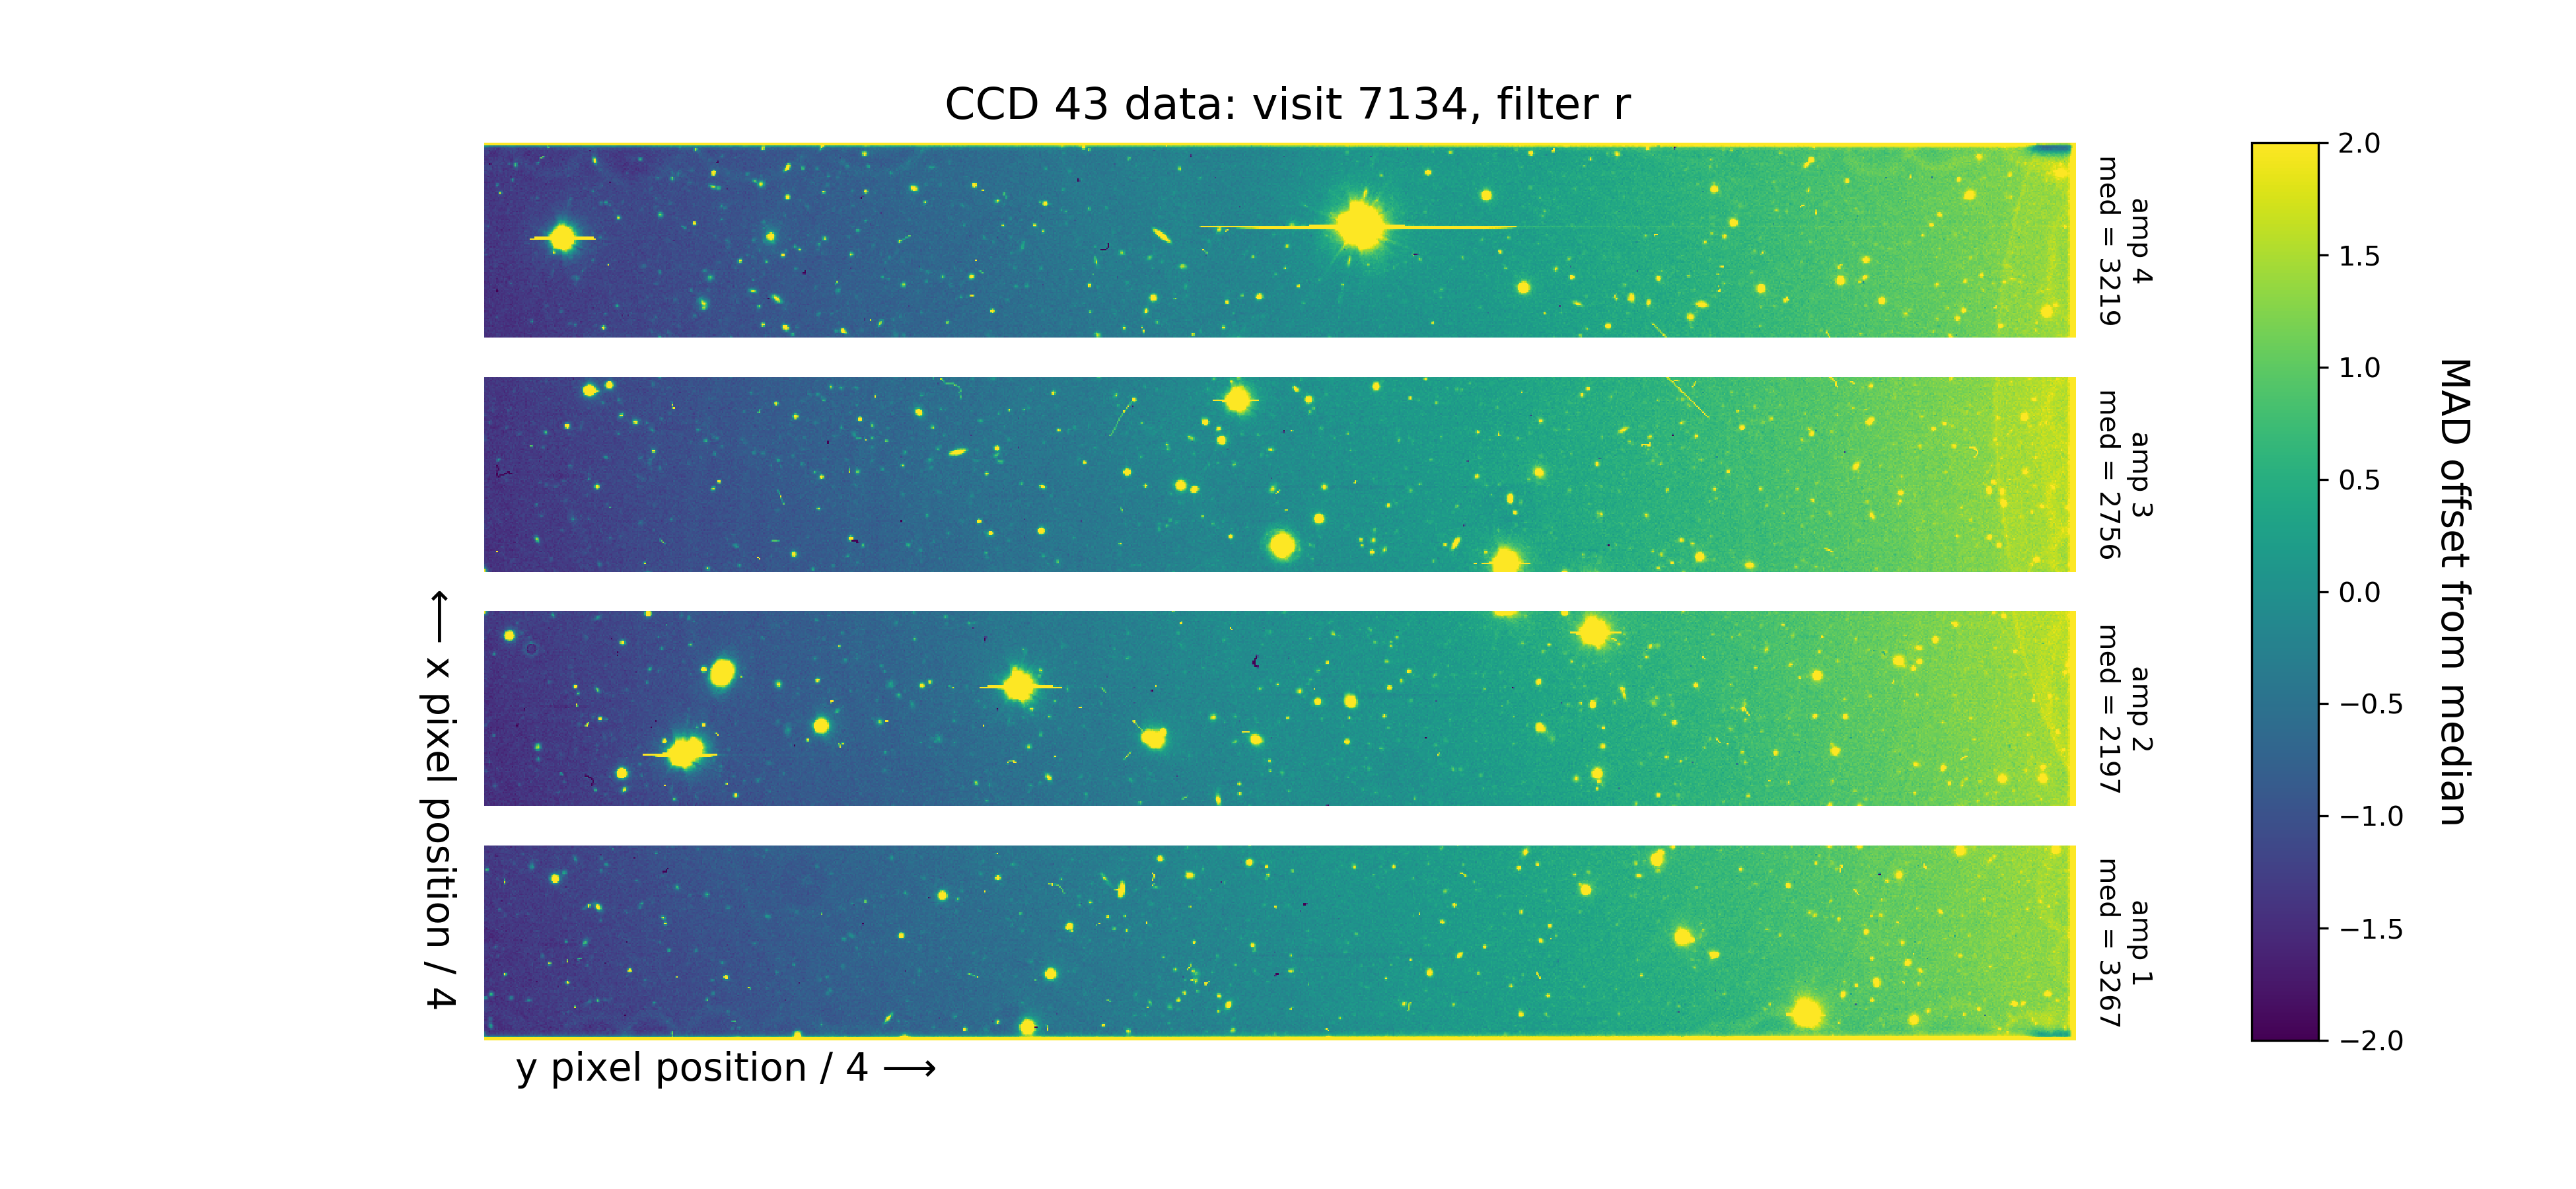 CCD 43 data: visit 7134, filter r
amp 4
med = 3219
amp 3
med = 2756
amp 2
med = 2197
amp 1
med = 3267
x pixel position / 4 ⟶
y pixel position / 4 ⟶
2.0
1.5
1.0
0.5
0.0
−0.5
−1.0
−1.5
−2.0
MAD offset from median